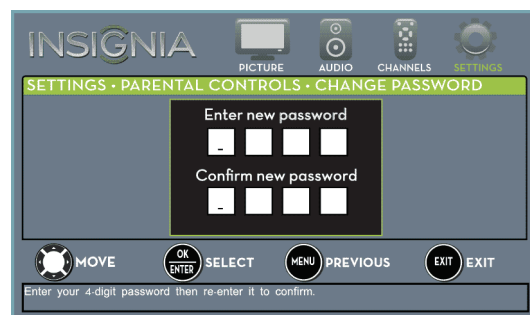 INSIGNIA
PICTURE
AUDIO
CHANNELS
SETTINGS
SETTINGS · PARENTAL CONTROLS · CHANGE PASSWORD
Enter new password
_
Confirm new password
_
MOVE
OK
ENTER
SELECT
MENU
PREVIOUS
EXIT
EXIT
Enter your 4-digit password then re-enter it to confirm.